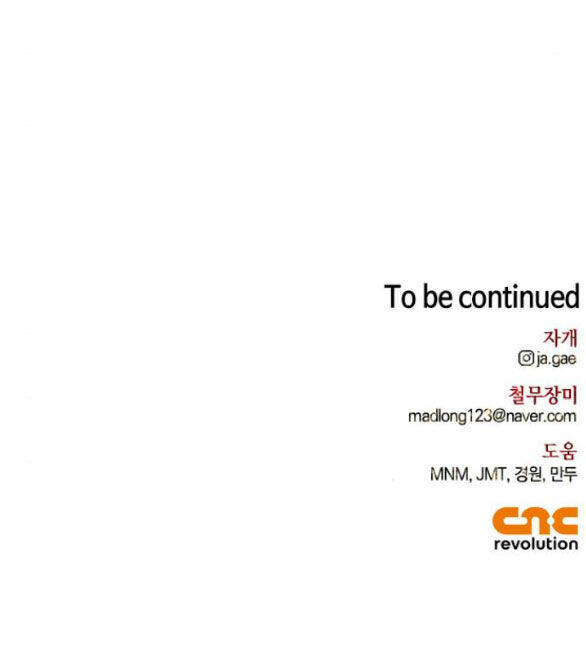 To be continued
자개
ja.gae
철무장미
madlong123@naver.com
도움
MNM, JMT, 경원, 만두
cnc
revolution